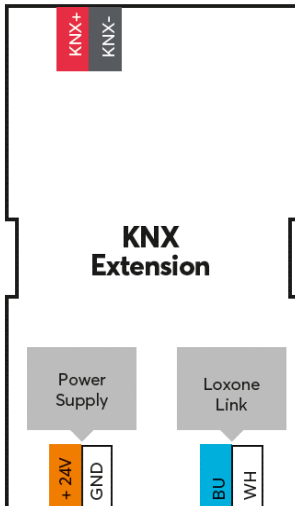 KNX+
KNX-
KNX
Extension
Power
Supply
Loxone
Link
+ 24V
GND
BU
WH